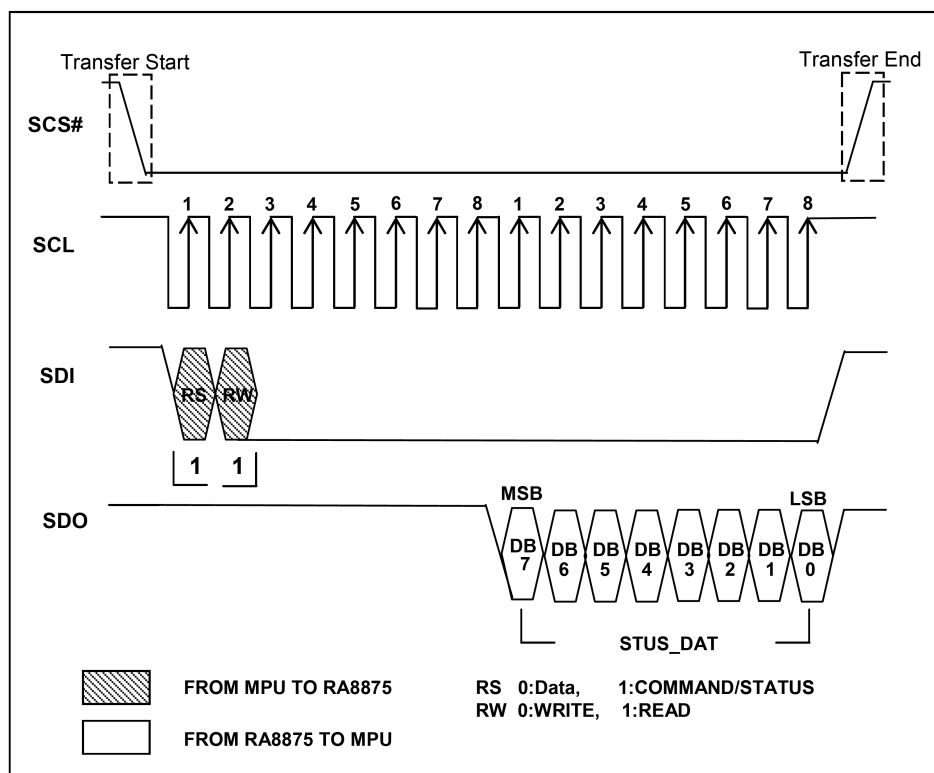 Transfer Start
Transfer End
SCS#
1 2 3 4 5 6 7 8 1 2 3 4 5 6 7 8
SCL
SDI
RS RW
1 1
MSB
LSB
SDO
DB 7 DB 6 DB 5 DB 4 DB 3 DB 2 DB 1 DB 0
STUS_DAT
FROM MPU TO RA8875
RS 0:Data, 1:COMMAND/STATUS
RW 0:WRITE, 1:READ
FROM RA8875 TO MPU